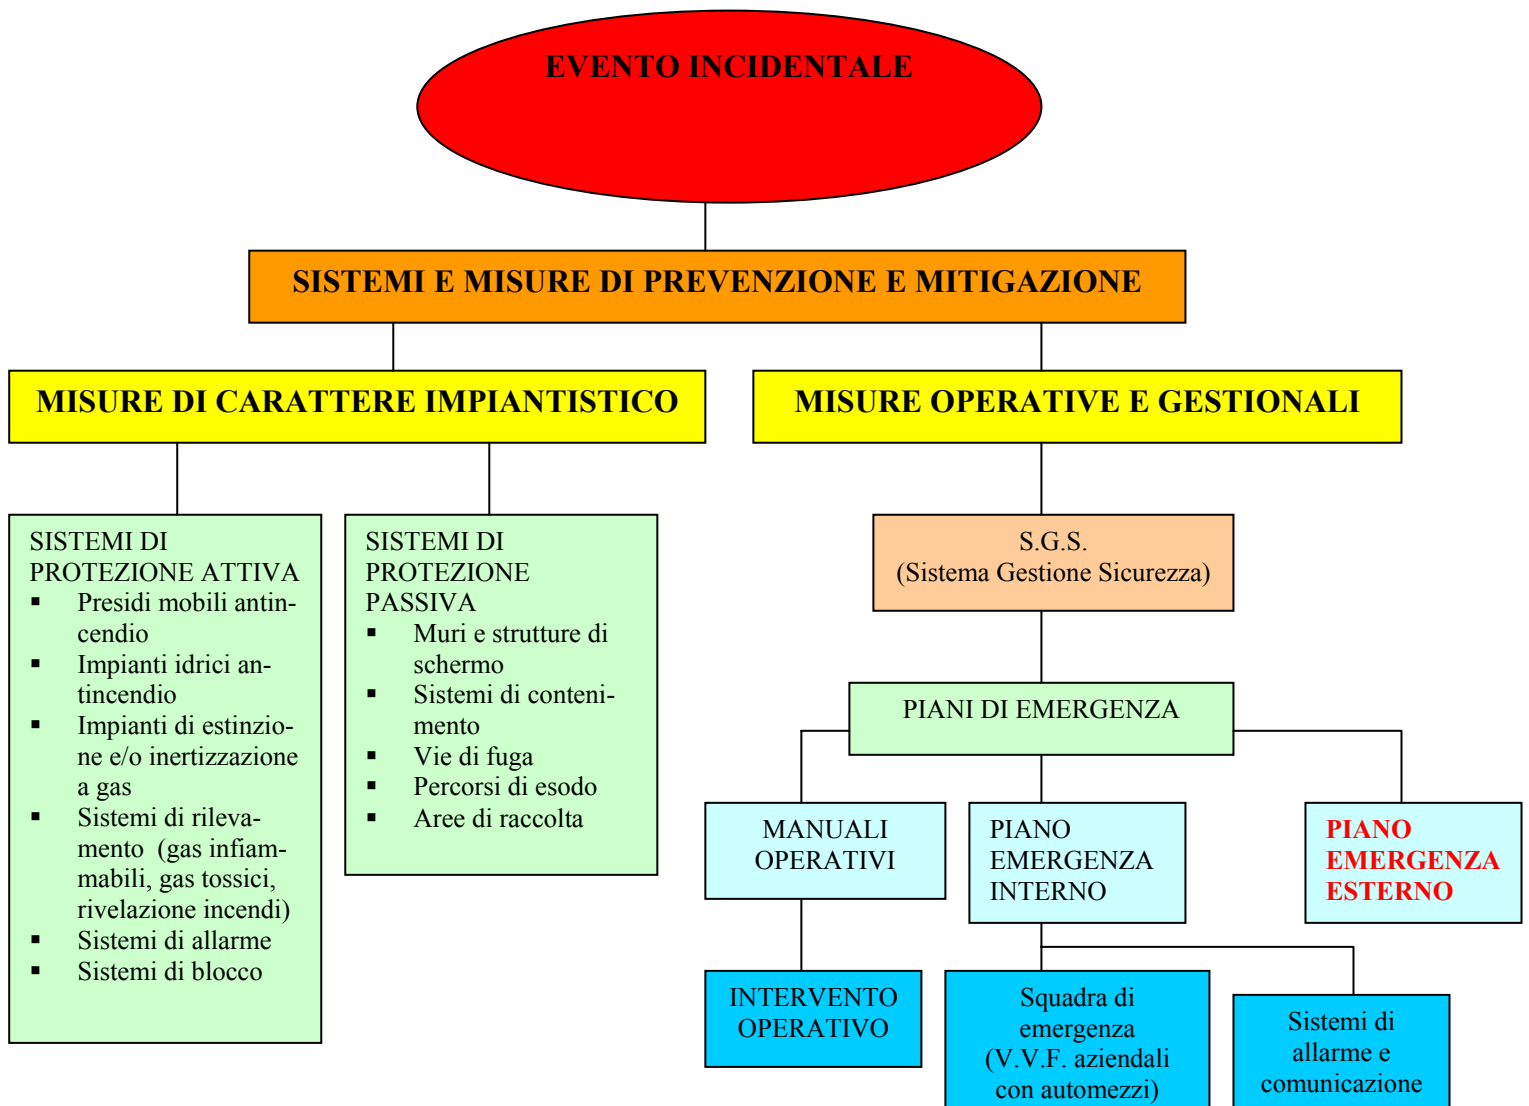 EVENTO INCIDENTALE
SISTEMI E MISURE DI PREVENZIONE E MITIGAZIONE
MISURE DI CARATTERE IMPIANTISTICO
MISURE OPERATIVE E GESTIONALI
SISTEMI DI
PROTEZIONE ATTIVA
▪ Presidi mobili antin-
cendio
▪ Impianti idrici an-
tincendio
▪ Impianti di estinzio-
ne e/o inertizzazione
a gas
▪ Sistemi di rileva-
mento (gas infiam-
mabili, gas tossici,
rivelazione incendi)
▪ Sistemi di allarme
▪ Sistemi di blocco
SISTEMI DI
PROTEZIONE
PASSIVA
▪ Muri e strutture di
schermo
▪ Sistemi di conteni-
mento
▪ Vie di fuga
▪ Percorsi di esodo
▪ Aree di raccolta
S.G.S.
(Sistema Gestione Sicurezza)
PIANI DI EMERGENZA
MANUALI
OPERATIVI
PIANO
EMERGENZA
INTERNO
PIANO
EMERGENZA
ESTERNO
INTERVENTO
OPERATIVO
Squadra di
emergenza
(V.V.F. aziendali
con automezzi)
Sistemi di
allarme e
comunicazione